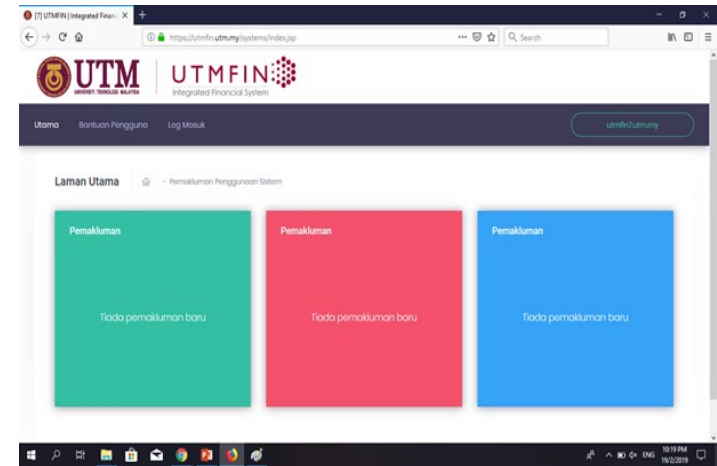 [7] UTMFIN | Integrated Finan
https://utmfin.utm.my/systems/index.jsp
Search
UTM
UNIVERSITI TEKNOLOGI MALAYSIA
UTMFIN
Integrated Financial System
Utama Bantuan Pengguna Log Masuk
Laman Utama - Pemakluman Penggunaan Sistem
Pemakluman Pemakluman Pemakluman
Tiada pemakluman baru Tiada pemakluman baru Tiada pemakluman baru
ENG
10:19 PM
19/2/2019